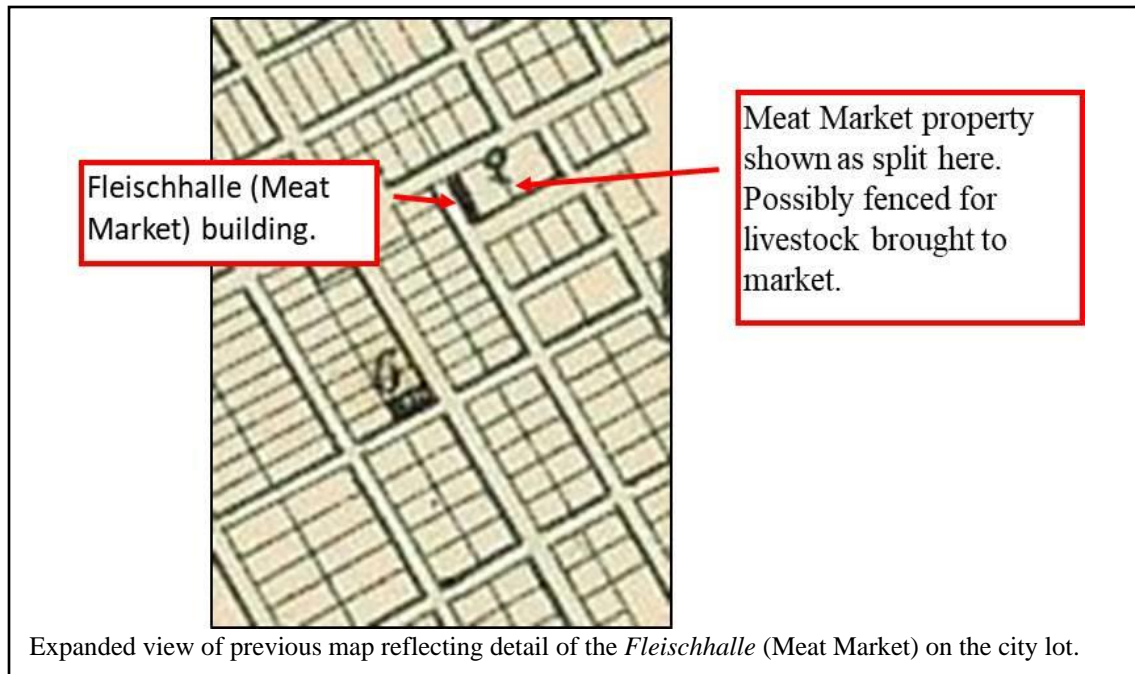 Fleischhalle (Meat
Market) building.
Meat Market property
shown as split here.
Possibly fenced for
livestock brought to
market.
Expanded view of previous map reflecting detail of the Fleischhalle (Meat Market) on the city lot.